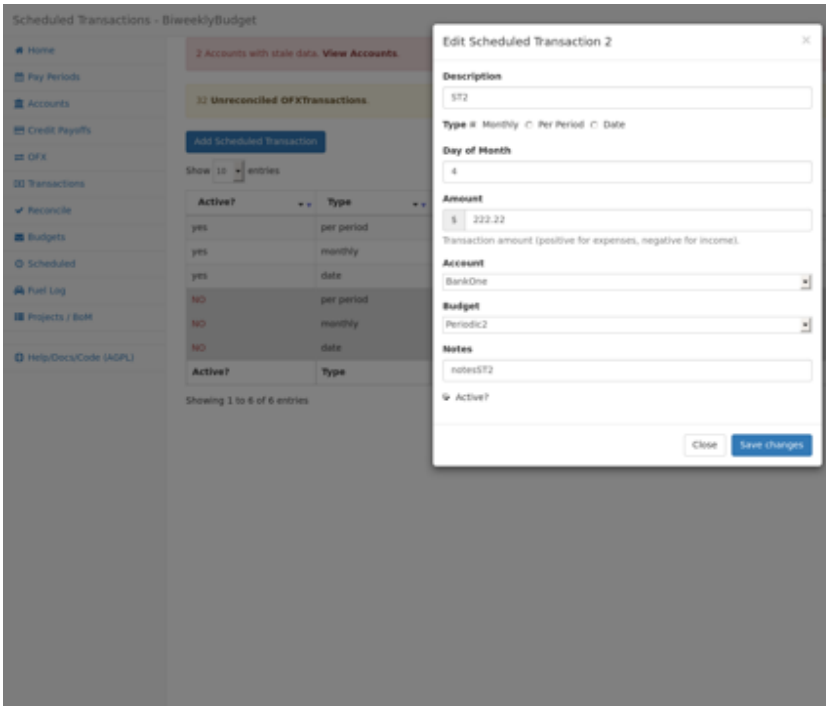 Scheduled Transactions - BiweeklyBudget
Home
Pay Periods
Accounts
Credit Payoffs
OFX
Transactions
Reconcile
Budgets
Scheduled
Fuel Log
Projects / BoM
Help/Docs/Code (AGPL)
2 Accounts with stale data. View Accounts.
32 Unreconciled OFXTransactions.
Add Scheduled Transaction
Show 10 entries
Active? Type
yes per period
yes monthly
yes date
NO per period
NO monthly
NO date
Active? Type
Showing 1 to 6 of 6 entries
Edit Scheduled Transaction 2 ×
Description
ST2
Type Monthly Per Period Date
Day of Month
4
Amount
$ 222.22
Transaction amount (positive for expenses, negative for income).
Account
BankOne
Budget
Periodic2
Notes
notesST2
Active?
Close Save changes